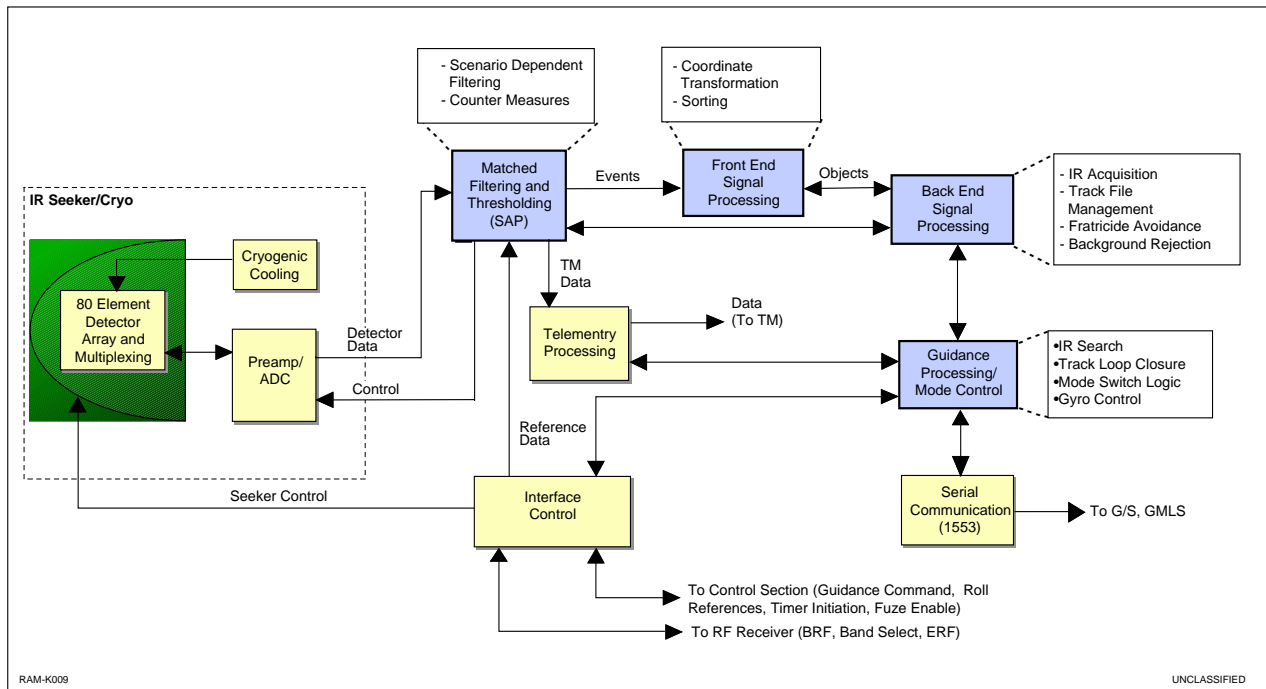 - Scenario Dependent
Filtering
- Counter Measures
- Coordinate
Transformation
- Sorting
Matched
Filtering and
Thresholding
(SAP)
Events
Front End
Signal
Processing
Objects
Back End
Signal
Processing
- IR Acquisition
- Track File
Management
- Fratricide Avoidance
- Background Rejection
IR Seeker/Cryo
Cryogenic
Cooling
80 Element
Detector
Array and
Multiplexing
Preamp/
ADC
Detector
Data
Control
TM
Data
Telementry
Processing
Data
(To TM)
Guidance
Processing/
Mode Control
•IR Search
•Track Loop Closure
•Mode Switch Logic
•Gyro Control
Reference
Data
Seeker Control
Interface
Control
Serial
Communication
(1553)
To G/S, GMLS
To Control Section (Guidance Command, Roll
References, Timer Initiation, Fuze Enable)
To RF Receiver (BRF, Band Select, ERF)
RAM-K009
UNCLASSIFIED